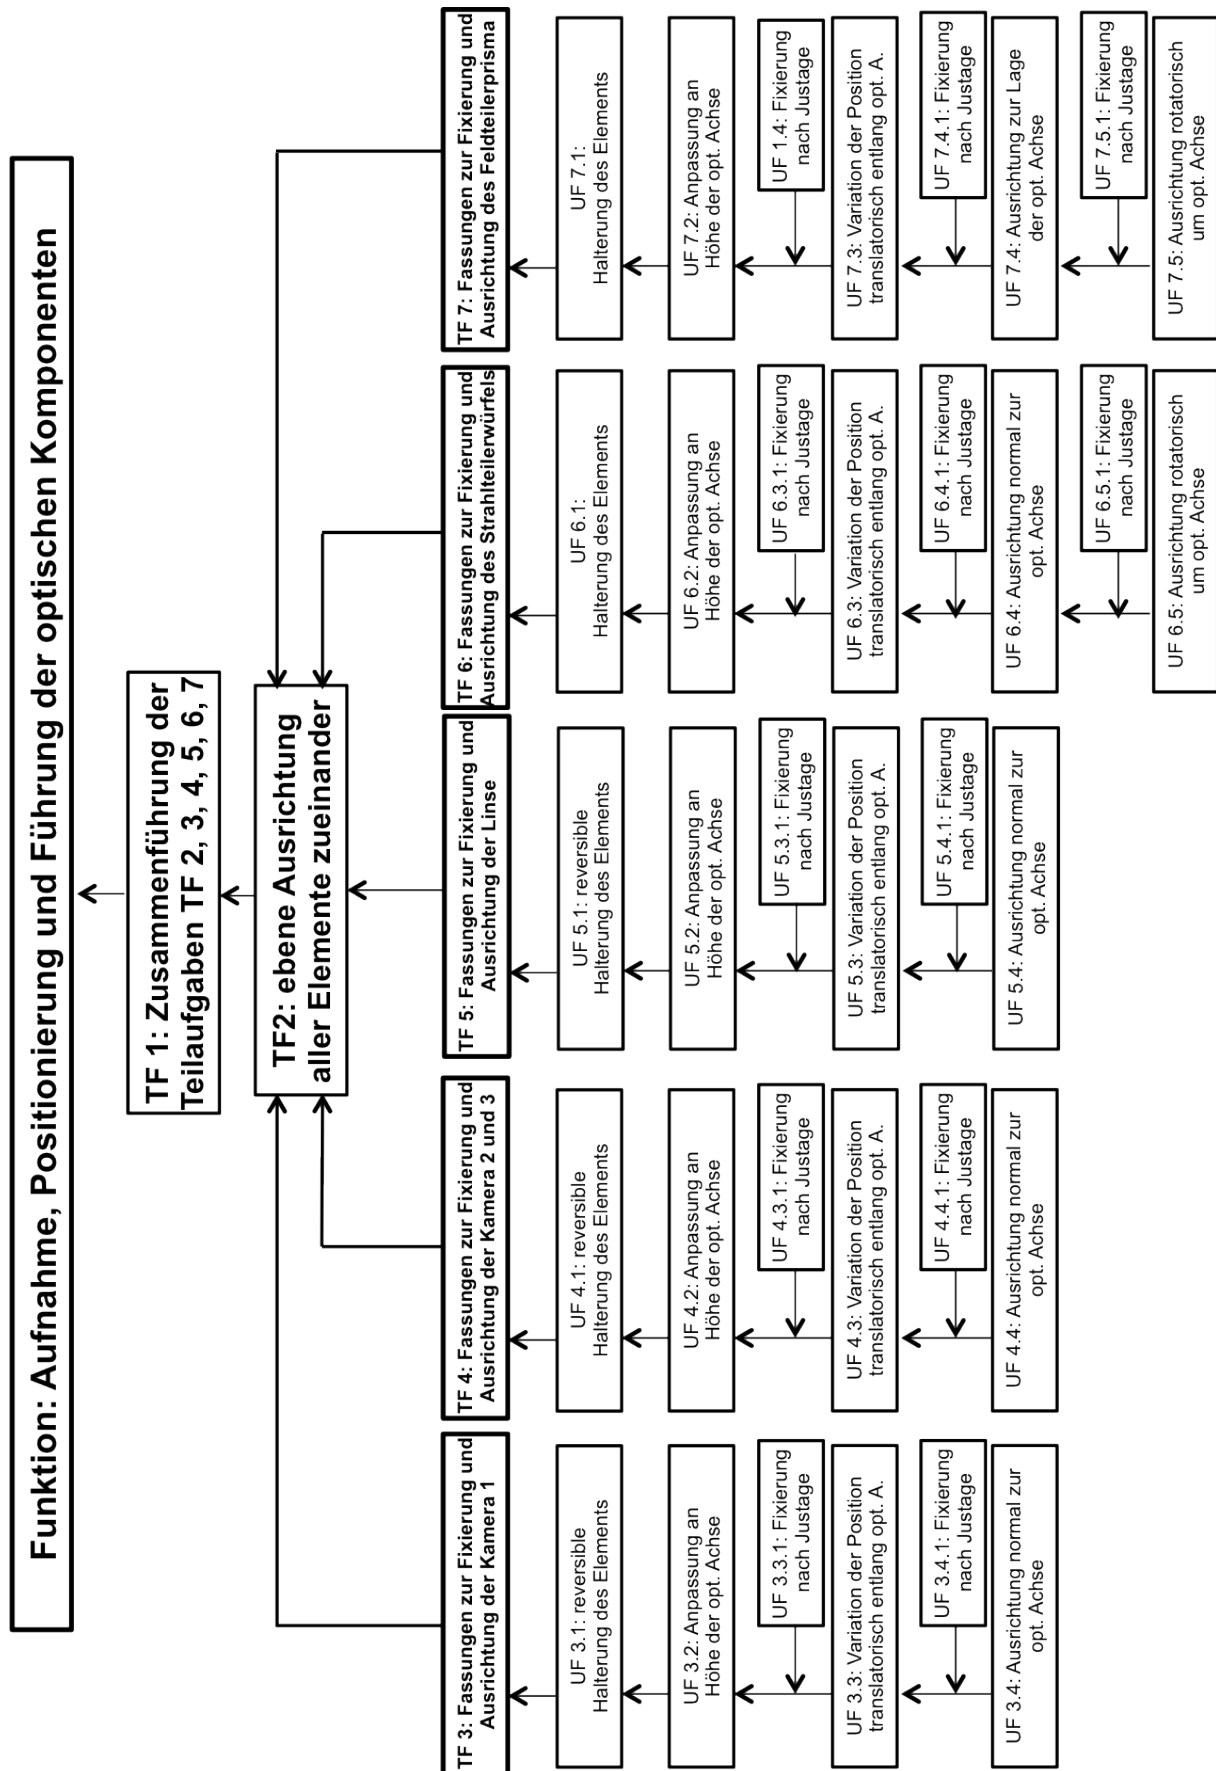 Funktion: Aufnahme, Positionierung und Führung der optischen Komponenten
TF 1: Zusammenführung der
Teilaufgaben TF 2, 3, 4, 5, 6, 7
TF2: ebene Ausrichtung
aller Elemente zueinander
TF 3: Fassungen zur Fixierung und
Ausrichtung der Kamera 1
UF 3.1: reversible
Halterung des Elements
UF 3.2: Anpassung an
Höhe der opt. Achse
UF 3.3.1: Fixierung
nach Justage
UF 3.3: Variation der Position
translatorisch entlang opt. A.
UF 3.4.1: Fixierung
nach Justage
UF 3.4: Ausrichtung normal zur
opt. Achse
TF 4: Fassungen zur Fixierung und
Ausrichtung der Kamera 2 und 3
UF 4.1: reversible
Halterung des Elements
UF 4.2: Anpassung an
Höhe der opt. Achse
UF 4.3.1: Fixierung
nach Justage
UF 4.3: Variation der Position
translatorisch entlang opt. A.
UF 4.4.1: Fixierung
nach Justage
UF 4.4: Ausrichtung normal zur
opt. Achse
TF 5: Fassungen zur Fixierung und
Ausrichtung der Linse
UF 5.1: reversible
Halterung des Elements
UF 5.2: Anpassung an
Höhe der opt. Achse
UF 5.3.1: Fixierung
nach Justage
UF 5.3: Variation der Position
translatorisch entlang opt. A.
UF 5.4.1: Fixierung
nach Justage
UF 5.4: Ausrichtung normal zur
opt. Achse
TF 6: Fassungen zur Fixierung und
Ausrichtung des Strahlteilerwürfels
UF 6.1:
Halterung des Elements
UF 6.2: Anpassung an
Höhe der opt. Achse
UF 6.3.1: Fixierung
nach Justage
UF 6.3: Variation der Position
translatorisch entlang opt. A.
UF 6.4.1: Fixierung
nach Justage
UF 6.4: Ausrichtung normal zur
opt. Achse
UF 6.5.1: Fixierung
nach Justage
UF 6.5: Ausrichtung rotatorisch
um opt. Achse
TF 7: Fassungen zur Fixierung und
Ausrichtung des Feldteilerprisma
UF 7.1:
Halterung des Elements
UF 7.2: Anpassung an
Höhe der opt. Achse
UF 1.4: Fixierung
nach Justage
UF 7.3: Variation der Position
translatorisch entlang opt. A.
UF 7.4.1: Fixierung
nach Justage
UF 7.4: Ausrichtung zur Lage
der opt. Achse
UF 7.5.1: Fixierung
nach Justage
UF 7.5: Ausrichtung rotatorisch
um opt. Achse